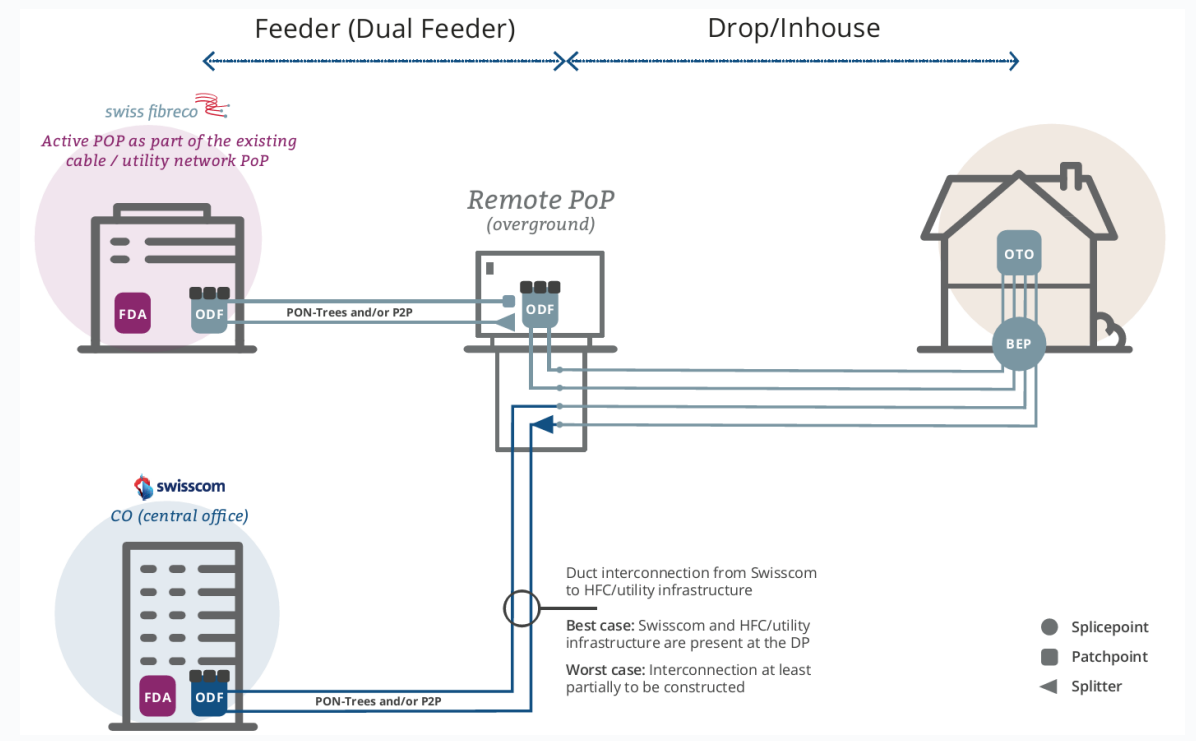 Feeder (Dual Feeder)
Drop/Inhouse
swiss fibreco
Active POP as part of the existing
cable / utility network PoP
FDA
ODF
PON-Trees and/or P2P
Remote PoP
(overground)
ODF
OTO
BEP
swisscom
CO (central office)
FDA
ODF
PON-Trees and/or P2P
Duct interconnection from Swisscom
to HFC/utility infrastructure
Best case: Swisscom and HFC/utility
infrastructure are present at the DP
Worst case: Interconnection at least
partially to be constructed
Splicepoint
Patchpoint
Splitter